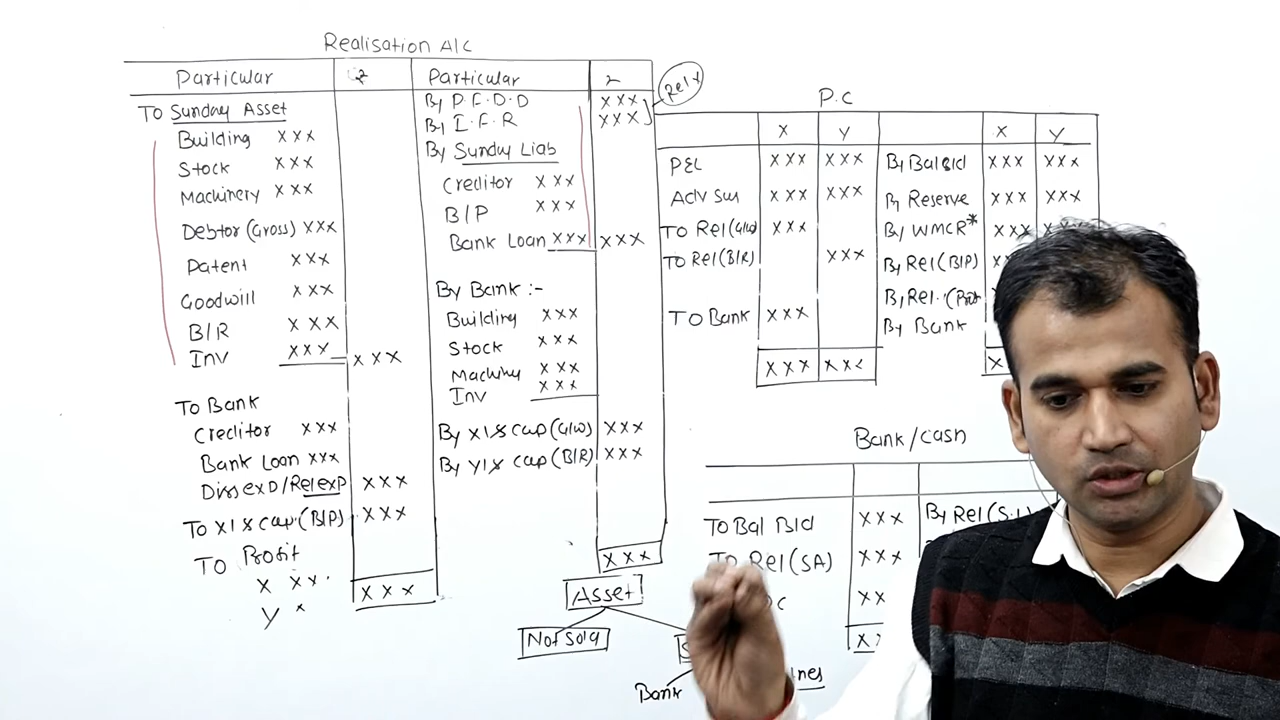 Realisation A/C
Particular ₹ Particular ₹
To Sunday Asset
Building xxx
Stock xxx
Machinery xxx
Debtor (Gross) xxx
Patent xxx
Goodwill xxx
B/R xxx
Inv xxx xxx
To Bank
Creditor xxx
Bank Loan xxx
Diss exp/Rel exp xxx
To X's cap. (B/P) xxx
To Profit
X xx.
Y x
xxx
By P.F.D.D xxx
By I.F.R xxx
Rel x
By Sunday Liab
Creditor xxx
B/P xxx
Bank Loan xxx xxx
By Bank :-
Building xxx
Stock xxx
Machinery xxx
Inv xxx
By X's cap (G/W) xxx
By Y's cap (B/R) xxx
xxx
P.C
X Y X Y
P&L xxx xxx By Bal B/d xxx xxx
Adv Sus xxx xxx By Reserve xxx xxx
To Rel (G/W) xxx By WMCR* xxx
To Rel (B/R) xxx By Rel (B/P)
By Rel.
To Bank xxx By Bank
xxx xxx x
Bank/cash
To Bal B/d xxx By Rel (S.L)
To Rel (SA) xxx
xx
Asset
Not Sold
Bank